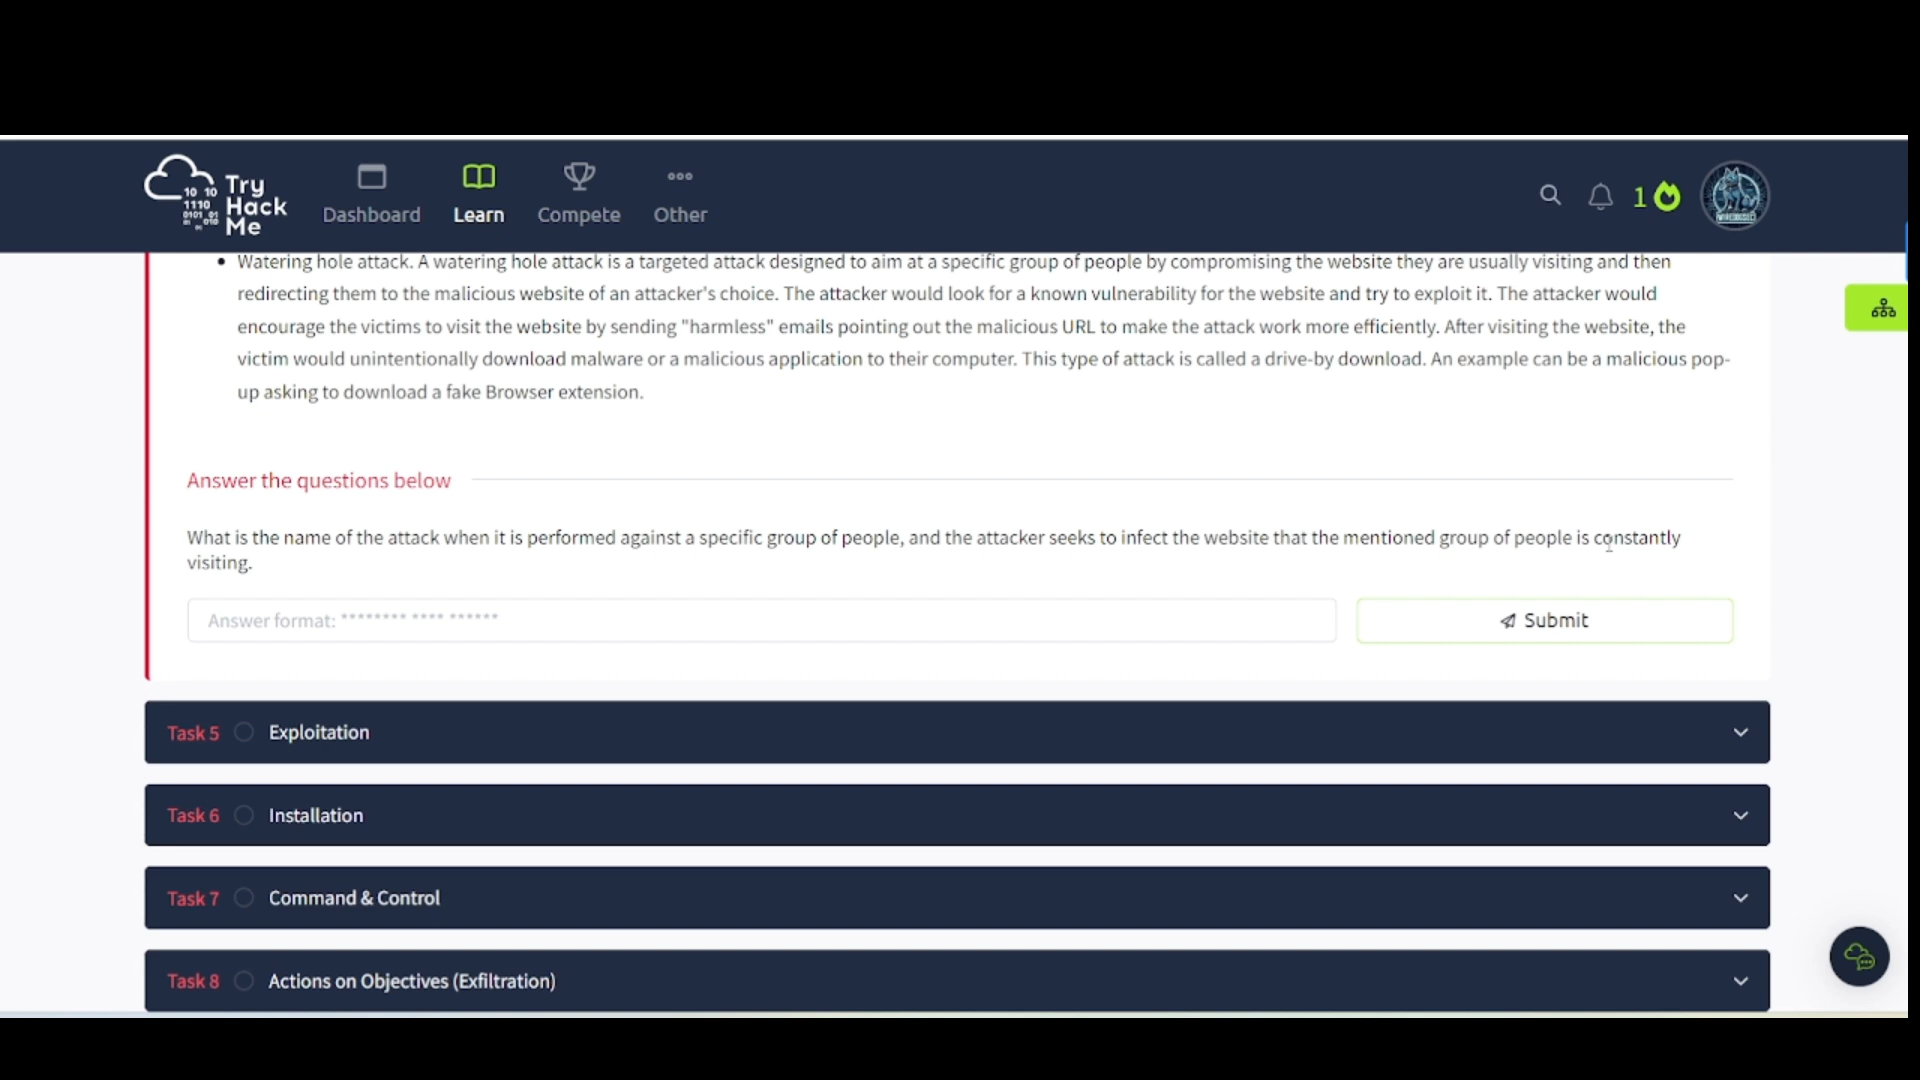 Try
Hack
Me
10 10
1110
0101 01
Dashboard
Learn
Compete
Other
1
Watering hole attack. A watering hole attack is a targeted attack designed to aim at a specific group of people by compromising the website they are usually visiting and then
redirecting them to the malicious website of an attacker's choice. The attacker would look for a known vulnerability for the website and try to exploit it. The attacker would
encourage the victims to visit the website by sending "harmless" emails pointing out the malicious URL to make the attack work more efficiently. After visiting the website, the
victim would unintentionally download malware or a malicious application to their computer. This type of attack is called a drive-by download. An example can be a malicious pop-
up asking to download a fake Browser extension.
Answer the questions below
What is the name of the attack when it is performed against a specific group of people, and the attacker seeks to infect the website that the mentioned group of people is constantly
visiting.
Answer format: ******** **** ******
Submit
Task 5 Exploitation
Task 6 Installation
Task 7 Command & Control
Task 8 Actions on Objectives (Exfiltration)